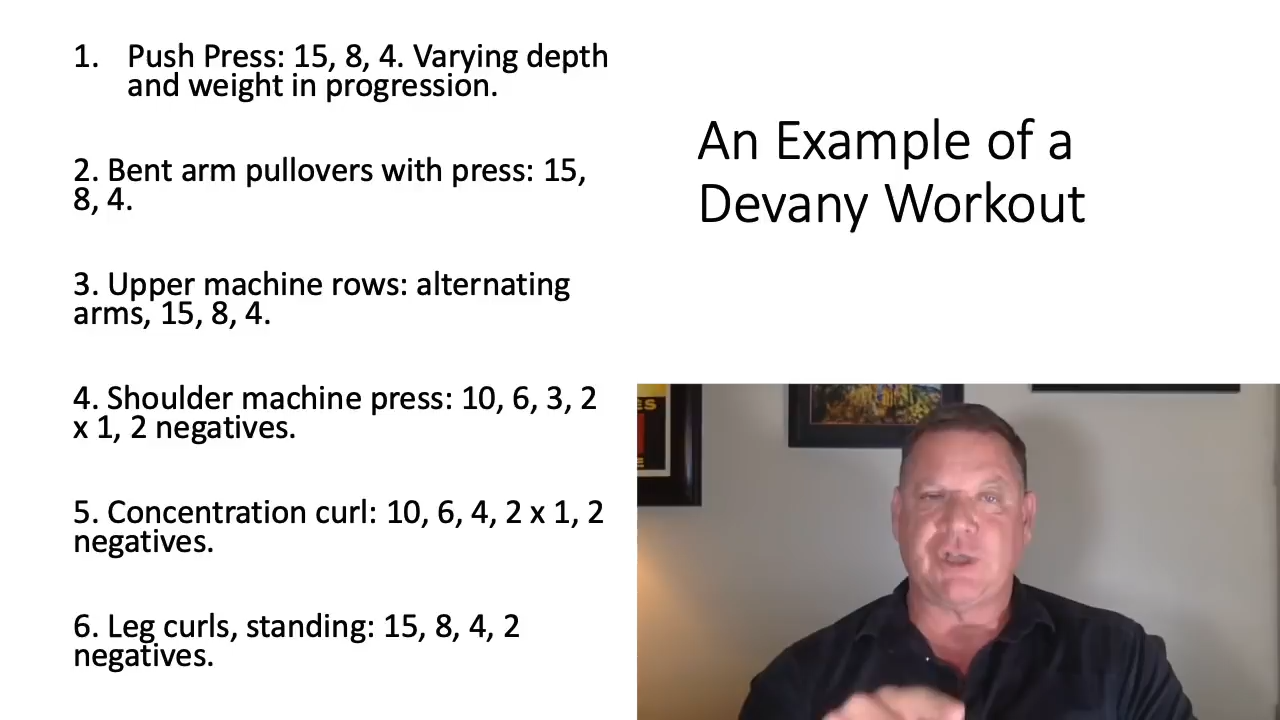 1. Push Press: 15, 8, 4. Varying depth
and weight in progression.
2. Bent arm pullovers with press: 15,
8, 4.
3. Upper machine rows: alternating
arms, 15, 8, 4.
4. Shoulder machine press: 10, 6, 3, 2
x 1, 2 negatives.
5. Concentration curl: 10, 6, 4, 2 x 1, 2
negatives.
6. Leg curls, standing: 15, 8, 4, 2
negatives.
An Example of a
Devany Workout
ES